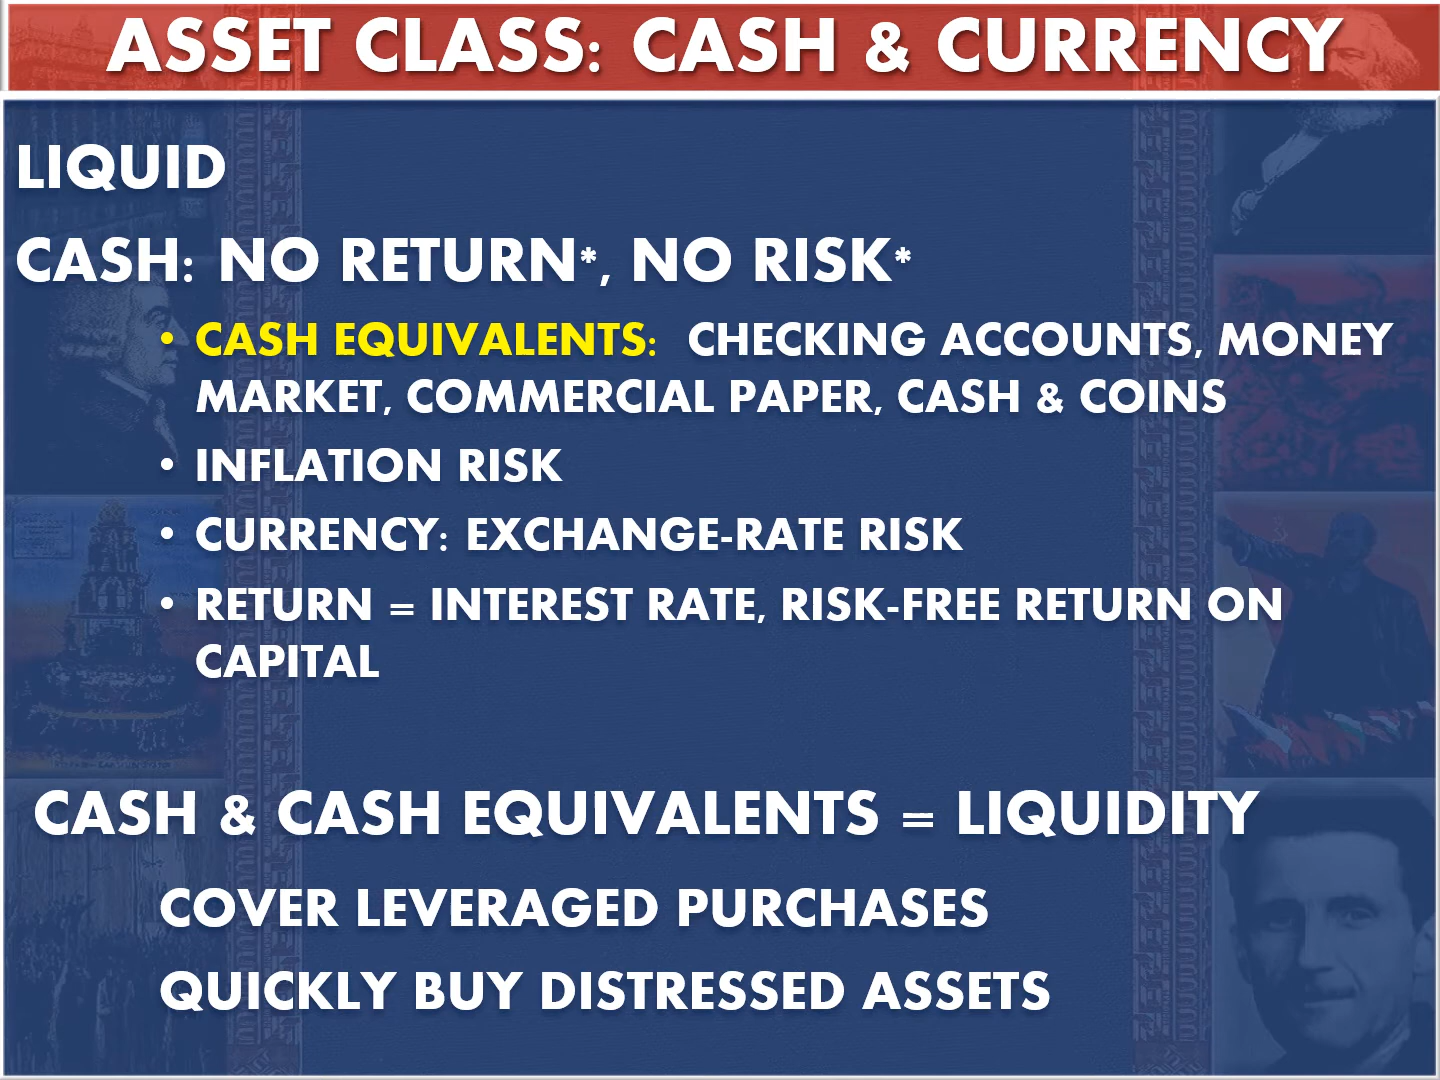 ASSET CLASS: CASH & CURRENCY
LIQUID
CASH: NO RETURN*, NO RISK*
• CASH EQUIVALENTS: CHECKING ACCOUNTS, MONEY
MARKET, COMMERCIAL PAPER, CASH & COINS
• INFLATION RISK
• CURRENCY: EXCHANGE-RATE RISK
• RETURN = INTEREST RATE, RISK-FREE RETURN ON
CAPITAL
CASH & CASH EQUIVALENTS = LIQUIDITY
COVER LEVERAGED PURCHASES
QUICKLY BUY DISTRESSED ASSETS